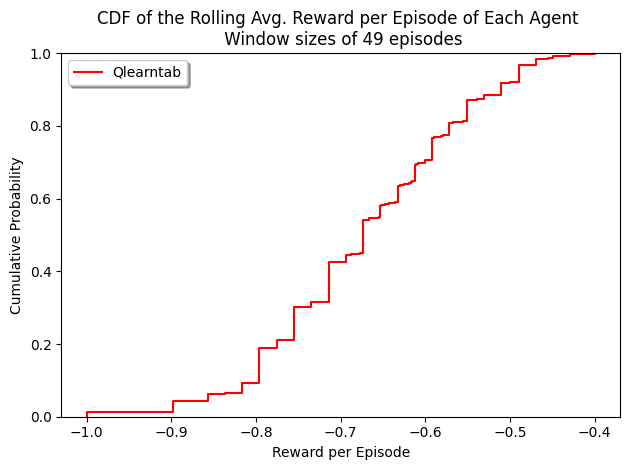 CDF of the Rolling Avg. Reward per Episode of Each Agent
Window sizes of 49 episodes
Qlearntab
Cumulative Probability
1.0
0.8
0.6
0.4
0.2
0.0
−1.0 −0.9 −0.8 −0.7 −0.6 −0.5 −0.4
Reward per Episode